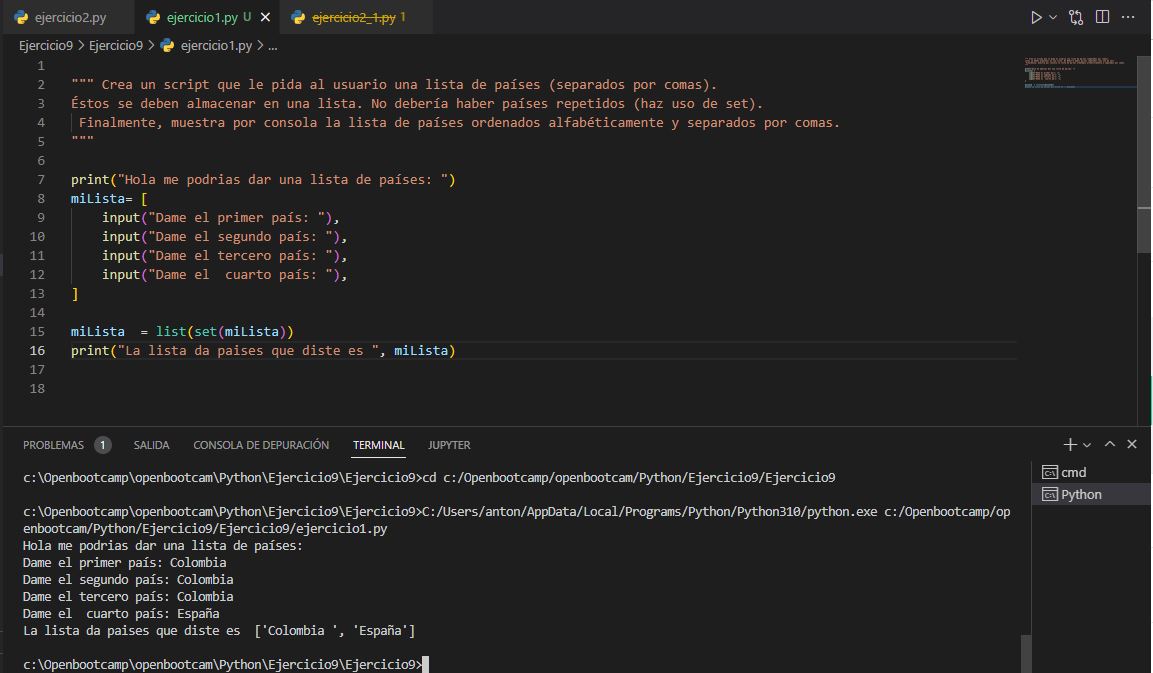 ejercicio2.py ejercicio1.py U ejercicio2_1.py 1
Ejercicio9 > Ejercicio9 > ejercicio1.py > ...
1
2 """ Crea un script que le pida al usuario una lista de países (separados por comas).
3 Éstos se deben almacenar en una lista. No debería haber países repetidos (haz uso de set).
4 Finalmente, muestra por consola la lista de países ordenados alfabéticamente y separados por comas.
5 """
6
7 print("Hola me podrias dar una lista de países: ")
8 miLista= [
9 input("Dame el primer país: "),
10 input("Dame el segundo país: "),
11 input("Dame el tercero país: "),
12 input("Dame el  cuarto país: "),
13 ]
14
15 miLista  = list(set(miLista))
16 print("La lista da paises que diste es ", miLista)
17
18
PROBLEMAS 1 SALIDA CONSOLA DE DEPURACIÓN TERMINAL JUPYTER
c:\Openbootcamp\openbootcam\Python\Ejercicio9\Ejercicio9>cd c:/Openbootcamp/openbootcam/Python/Ejercicio9/Ejercicio9
c:\Openbootcamp\openbootcam\Python\Ejercicio9\Ejercicio9>C:/Users/anton/AppData/Local/Programs/Python/Python310/python.exe c:/Openbootcamp/op
enbootcam/Python/Ejercicio9/Ejercicio9/ejercicio1.py
Hola me podrias dar una lista de países:
Dame el primer país: Colombia
Dame el segundo país: Colombia
Dame el tercero país: Colombia
Dame el  cuarto país: España
La lista da paises que diste es  ['Colombia ', 'España']
c:\Openbootcamp\openbootcam\Python\Ejercicio9\Ejercicio9>
cmd
Python